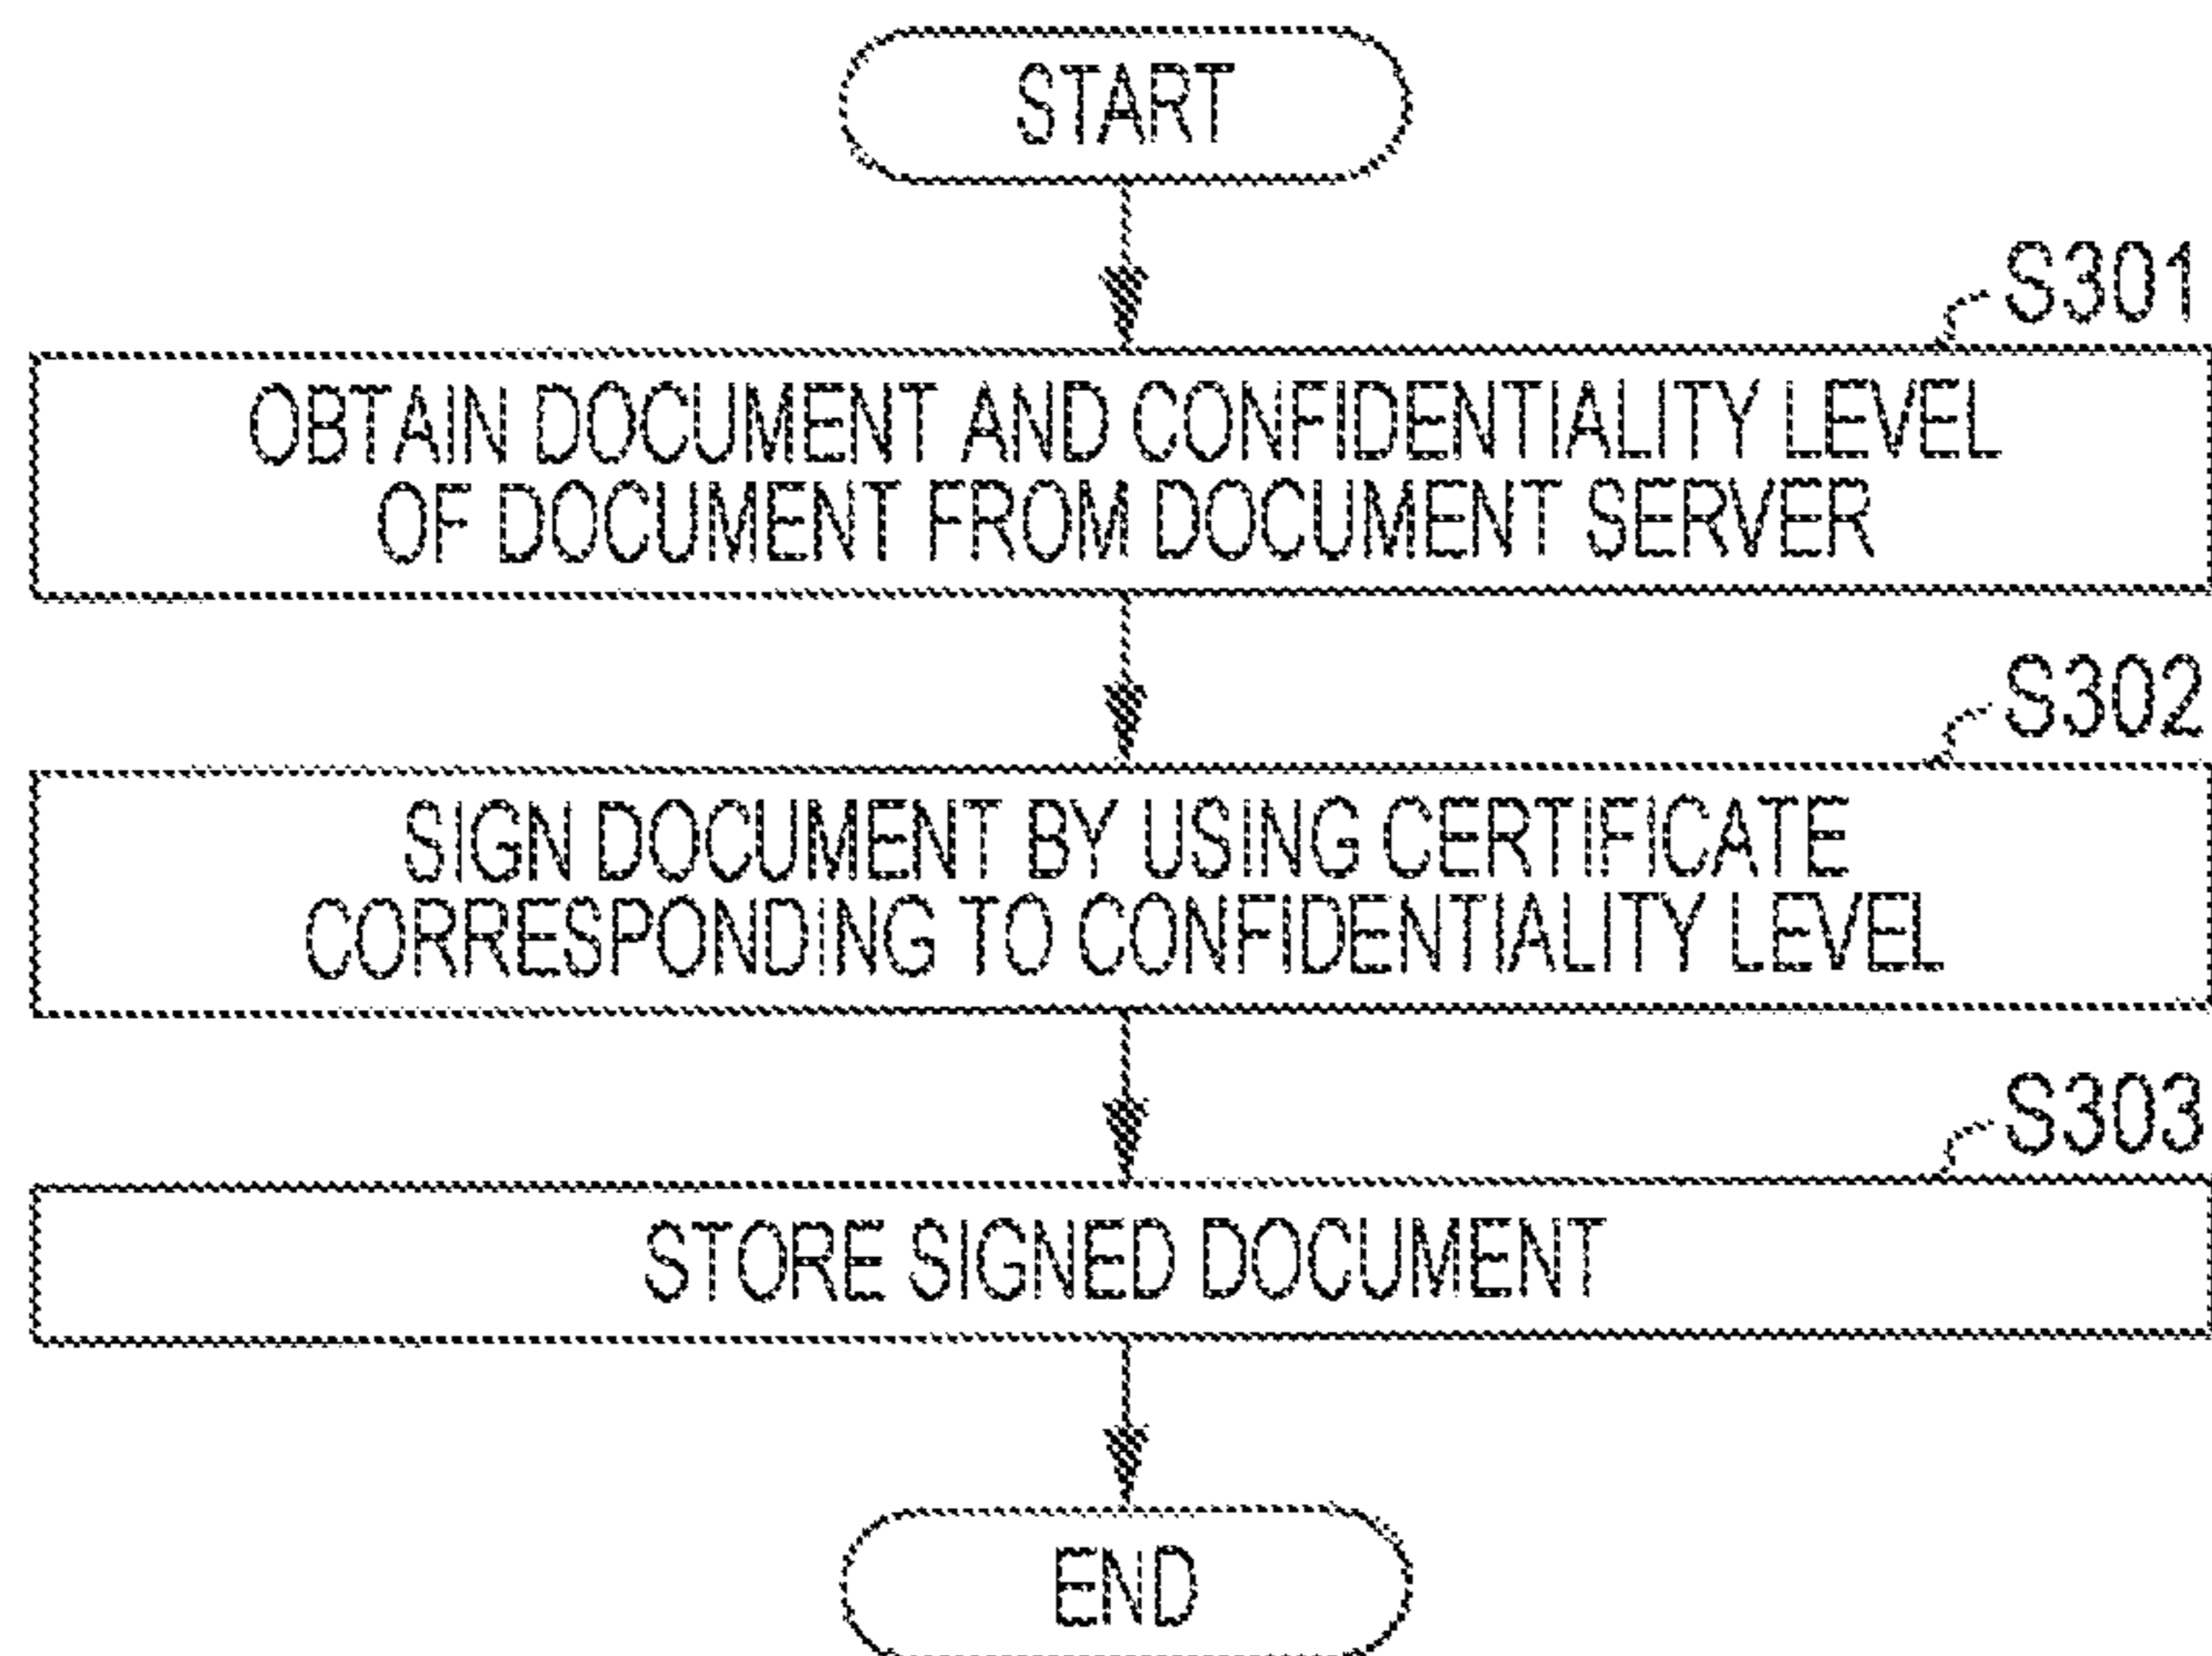 START
S301
OBTAIN DOCUMENT AND CONFIDENTIALITY LEVEL
OF DOCUMENT FROM DOCUMENT SERVER
S302
SIGN DOCUMENT BY USING CERTIFICATE
CORRESPONDING TO CONFIDENTIALITY LEVEL
S303
STORE SIGNED DOCUMENT
END